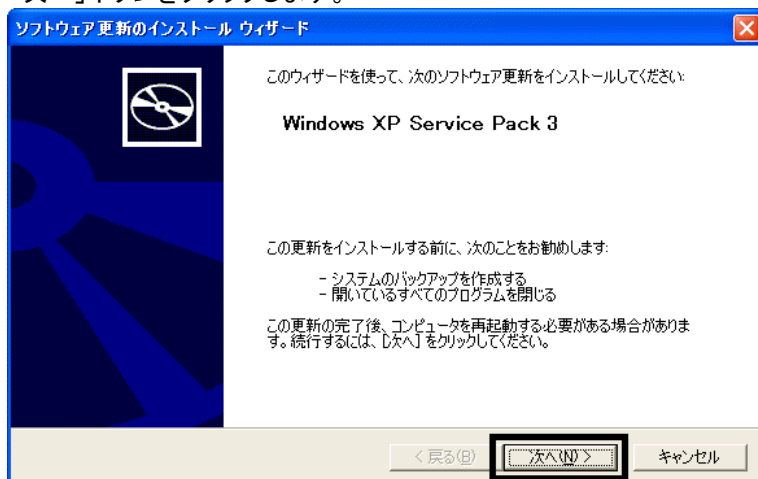 ソフトウェア更新のインストール ウィザード
このウィザードを使って、次のソフトウェア更新をインストールしてください:
Windows XP Service Pack 3
この更新をインストールする前に、次のことをお勧めします:
- システムのバックアップを作成する
- 開いているすべてのプログラムを閉じる
この更新の完了後、コンピュータを再起動する必要がある場合がありま
す。続行するには、[次へ] をクリックしてください。
< 戻る(B)
次へ(N) >
キャンセル